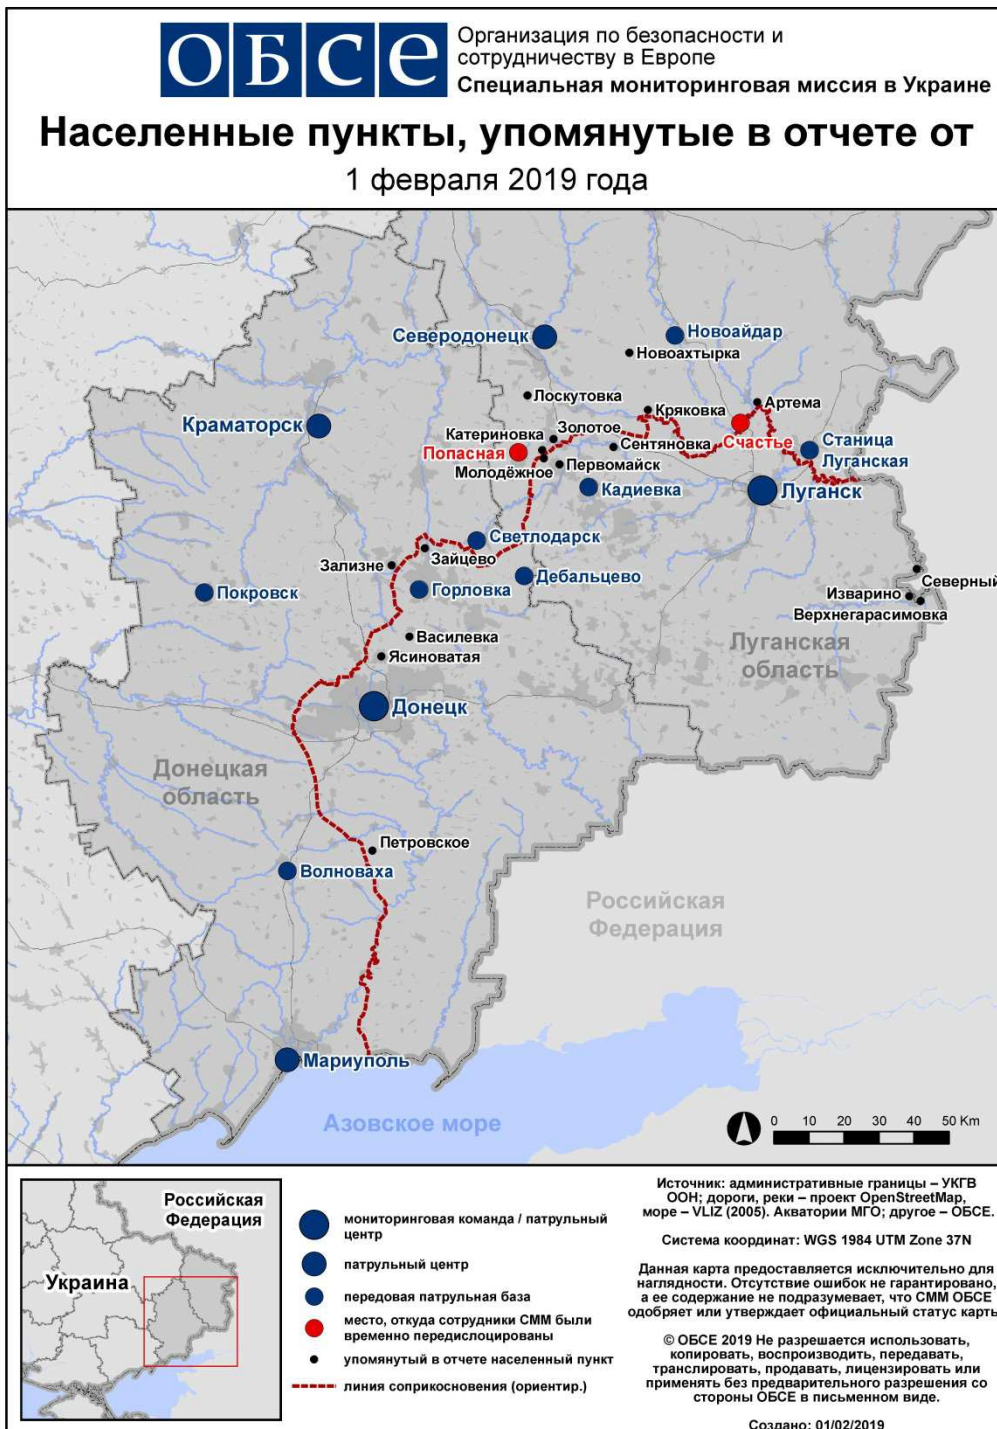 ОБСЕ
Организация по безопасности и
сотрудничеству в Европе
Специальная мониторинговая миссия в Украине
Населенные пункты, упомянутые в отчете от
1 февраля 2019 года
Северодонецк
Новоайдар
Новоахтырка
Лоскутовка
Кряковка
Артема
Краматорск
Катериновка
Золотое
Сентяновка
Счастье
Станица
Луганская
Попасная
Молодёжное
Первомайск
Кадиевка
Луганск
Светлодарск
Зайцево
Зализне
Дебальцево
Северный
Покровск
Горловка
Изварино
Верхнегарасимовка
Василевка
Луганская
область
Ясиноватая
Донецк
Донецкая
область
Петровское
Волноваха
Российская
Федерация
Мариуполь
Азовское море
0 10 20 30 40 50 Km
Российская
Федерация
Украина
мониторинговая команда / патрульный
центр
патрульный центр
передовая патрульная база
место, откуда сотрудники СММ были
временно передислоцированы
упомянутый в отчете населенный пункт
линия соприкосновения (ориентир.)
Источник: административные границы – УКГВ
ООН; дороги, реки – проект OpenStreetMap,
море – VLIZ (2005). Акватории МГО; другое – ОБСЕ.
Система координат: WGS 1984 UTM Zone 37N
Данная карта предоставляется исключительно для
наглядности. Отсутствие ошибок не гарантировано,
а ее содержание не подразумевает, что СММ ОБСЕ
одобряет или утверждает официальный статус карты
© ОБСЕ 2019 Не разрешается использовать,
копировать, воспроизводить, передавать,
транслировать, продавать, лицензировать или
применять без предварительного разрешения со
стороны ОБСЕ в письменном виде.
Создано: 01/02/2019